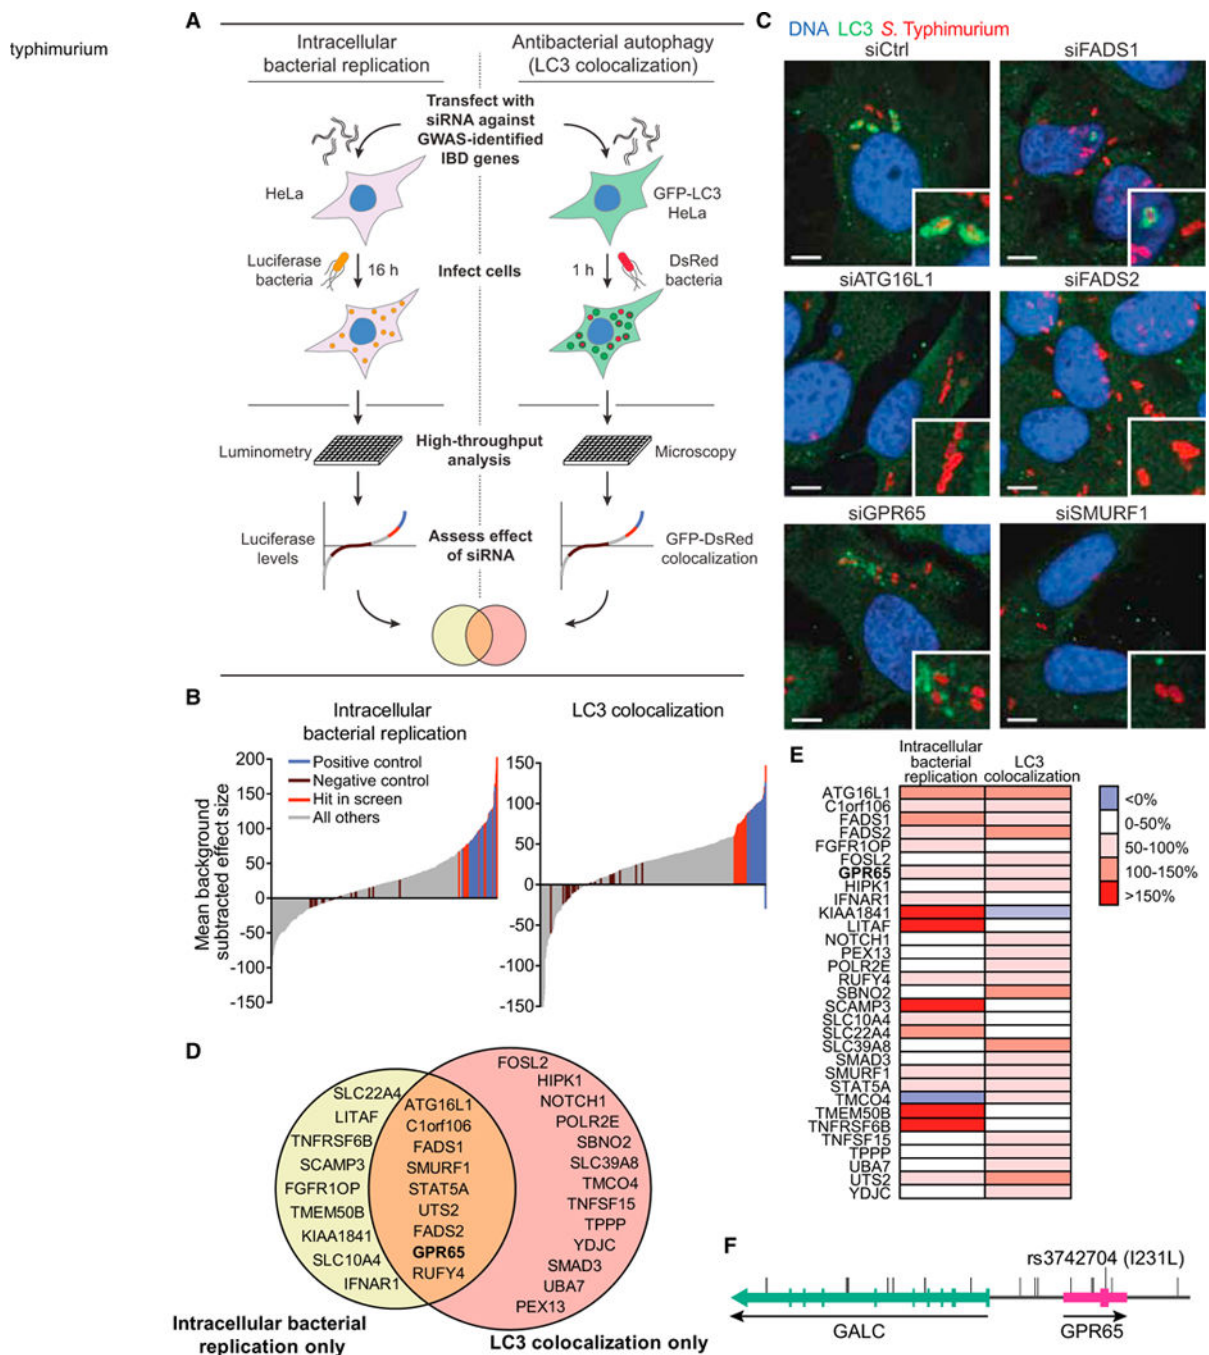 typhimurium
A
Intracellular
bacterial replication
Antibacterial autophagy
(LC3 colocalization)
Transfect with
siRNA against
GWAS-identified
IBD genes
HeLa
GFP-LC3
HeLa
Luciferase
bacteria
16 h
Infect cells
1 h
DsRed
bacteria
Luminometry
High-throughput
analysis
Microscopy
Luciferase
levels
Assess effect
of siRNA
GFP-DsRed
colocalization
B
Intracellular
bacterial replication
LC3 colocalization
Mean background
subtracted effect size
200
150
100
50
0
-50
-100
-150
Positive control
Negative control
Hit in screen
All others
150
100
50
0
-50
-100
-150
C
DNA LC3 S. Typhimurium
siCtrl
siFADS1
siATG16L1
siFADS2
siGPR65
siSMURF1
D
SLC22A4
LITAF
TNFRSF6B
SCAMP3
FGFR1OP
TMEM50B
KIAA1841
SLC10A4
IFNAR1
ATG16L1
C1orf106
FADS1
SMURF1
STAT5A
UTS2
FADS2
GPR65
RUFY4
FOSL2
HIPK1
NOTCH1
POLR2E
SBNO2
SLC39A8
TMCO4
TNFSF15
TPPP
YDJC
SMAD3
UBA7
PEX13
Intracellular bacterial
replication only
LC3 colocalization only
E
Intracellular
bacterial
replication
LC3
colocalization
ATG16L1
C1orf106
FADS1
FADS2
FGFR1OP
FOSL2
GPR65
HIPK1
IFNAR1
KIAA1841
LITAF
NOTCH1
PEX13
POLR2E
RUFY4
SBNO2
SCAMP3
SLC10A4
SLC22A4
SLC39A8
SMAD3
SMURF1
STAT5A
TMCO4
TMEM50B
TNFRSF6B
TNFSF15
TPPP
UBA7
UTS2
YDJC
<0%
0-50%
50-100%
100-150%
>150%
F
rs3742704 (I231L)
GALC
GPR65